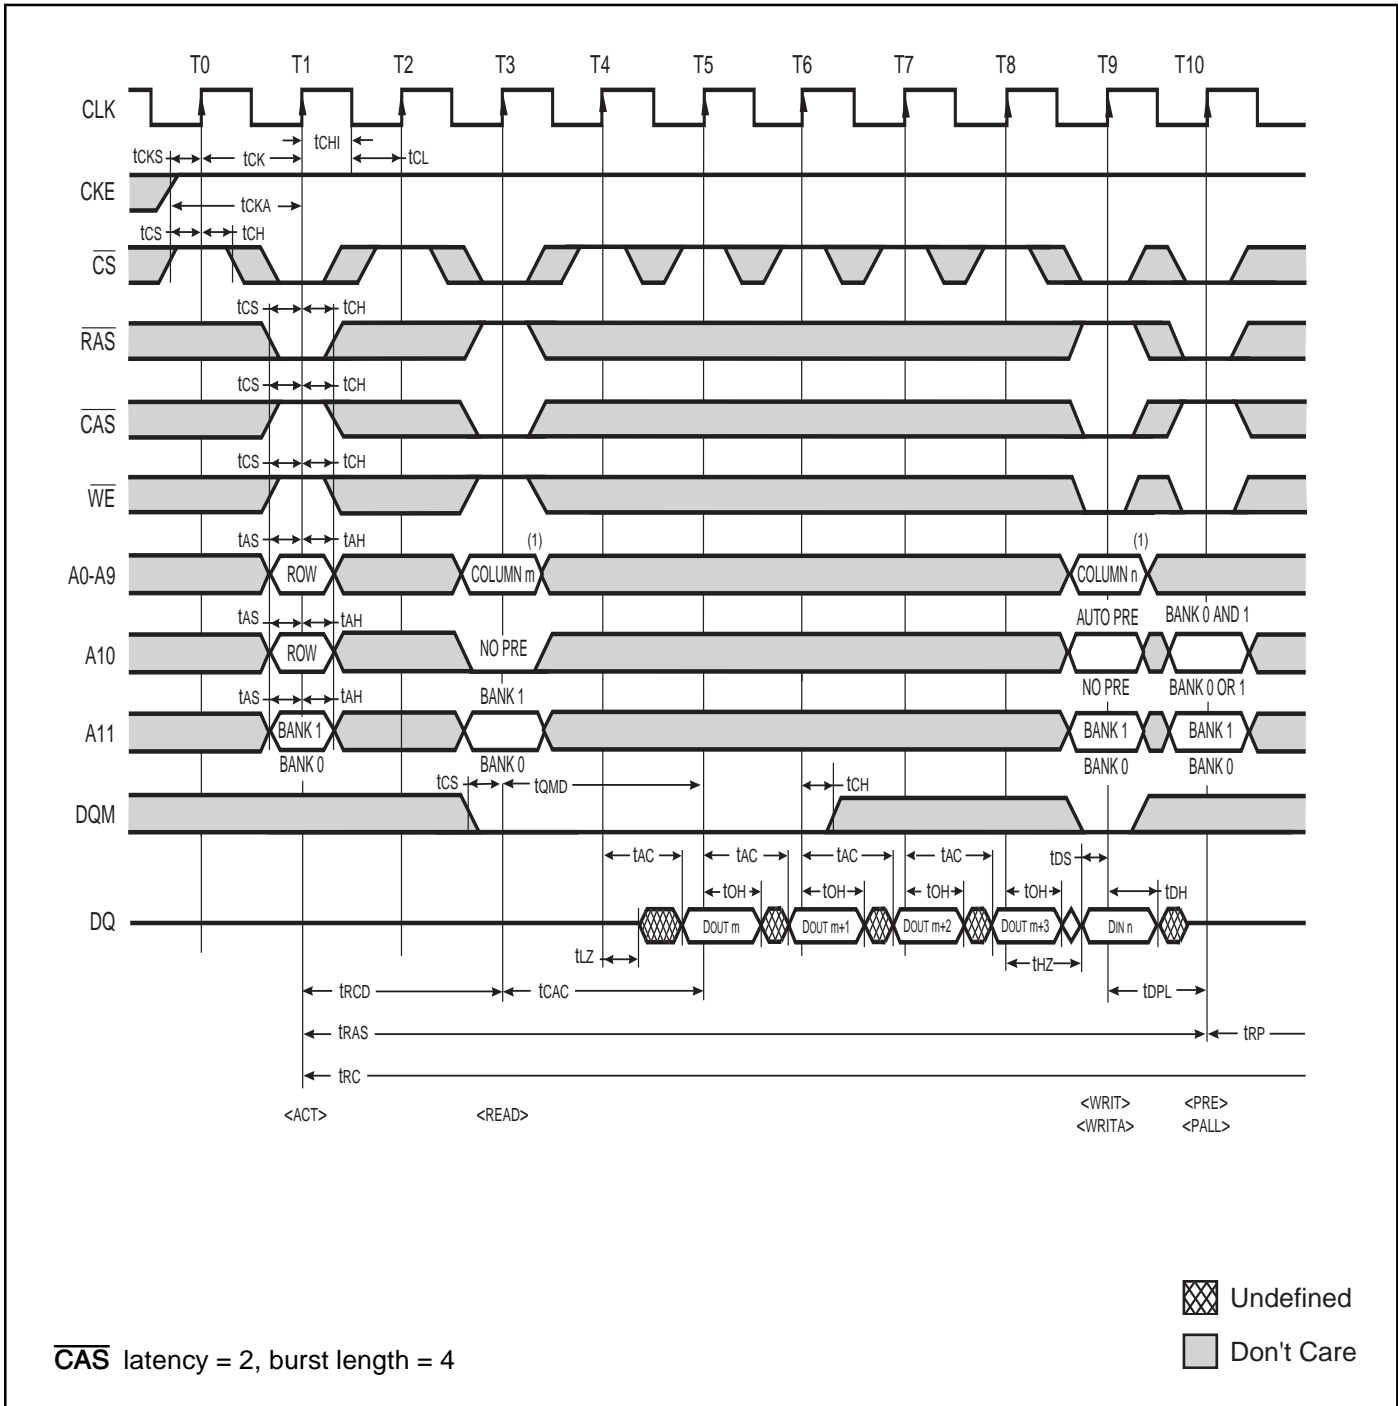 T0 T1 T2 T3 T4 T5 T6 T7 T8 T9 T10
CLK
tCHI
tCKS tCK tCL
CKE
tCKA
tCS tCH
CS
tCS tCH
RAS
tCS tCH
CAS
tCS tCH
WE
tAS tAH (1) (1)
A0-A9 ROW COLUMN m COLUMN n
tAS tAH AUTO PRE BANK 0 AND 1
A10 ROW NO PRE
tAS tAH BANK 1 NO PRE BANK 0 OR 1
A11 BANK 1 BANK 1 BANK 1
BANK 0 BANK 0 BANK 0 BANK 0
tCS tQMD tCH
DQM
tAC tAC tAC tAC tDS
tOH tOH tOH tOH tDH
DQ DOUT m DOUT m+1 DOUT m+2 DOUT m+3 DIN n
tLZ tHZ
tRCD tCAC tDPL
tRAS tRP
tRC
<ACT> <READ> <WRIT> <PRE>
<WRITA> <PALL>
Undefined
Don't Care
CAS latency = 2, burst length = 4